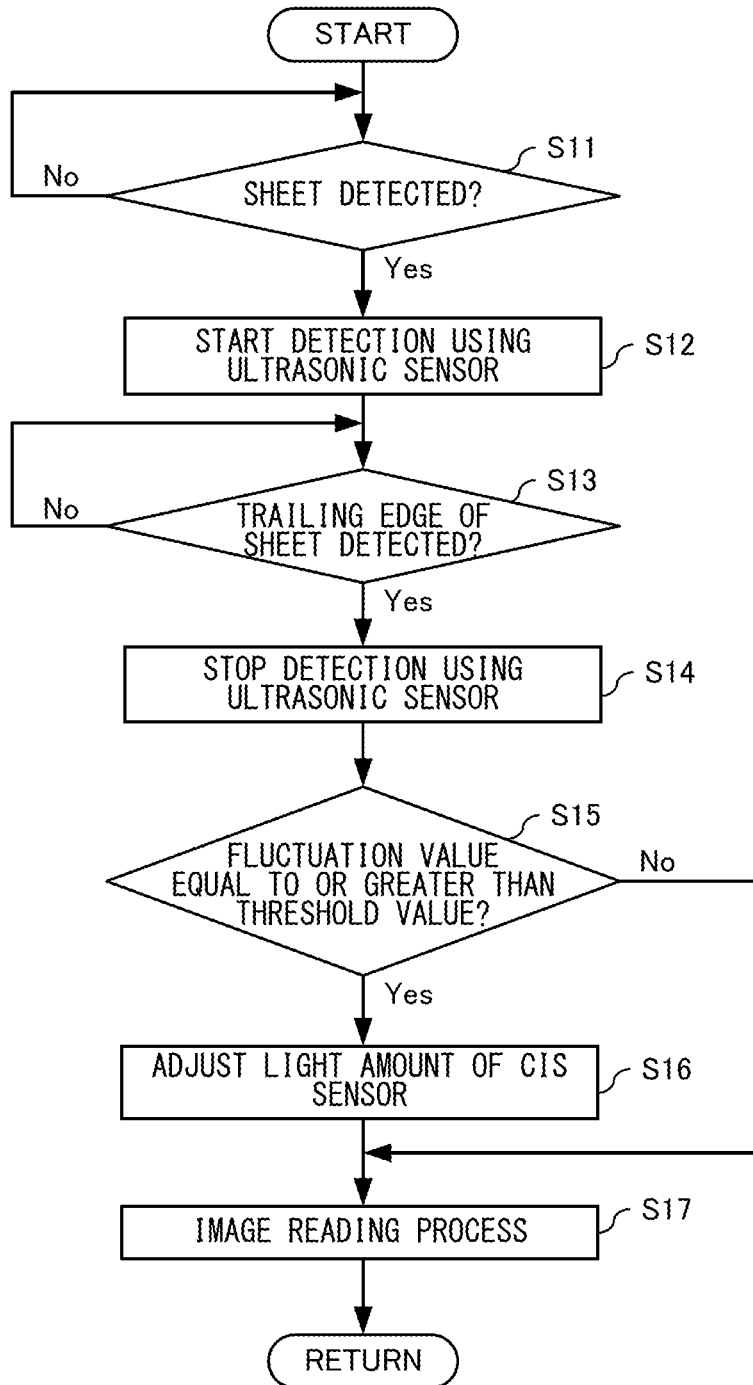 START
S11
No
SHEET DETECTED?
Yes
START DETECTION USING
ULTRASONIC SENSOR
S12
S13
No
TRAILING EDGE OF
SHEET DETECTED?
Yes
STOP DETECTION USING
ULTRASONIC SENSOR
S14
S15
FLUCTUATION VALUE
EQUAL TO OR GREATER THAN
THRESHOLD VALUE?
No
Yes
ADJUST LIGHT AMOUNT OF CIS
SENSOR
S16
IMAGE READING PROCESS
S17
RETURN